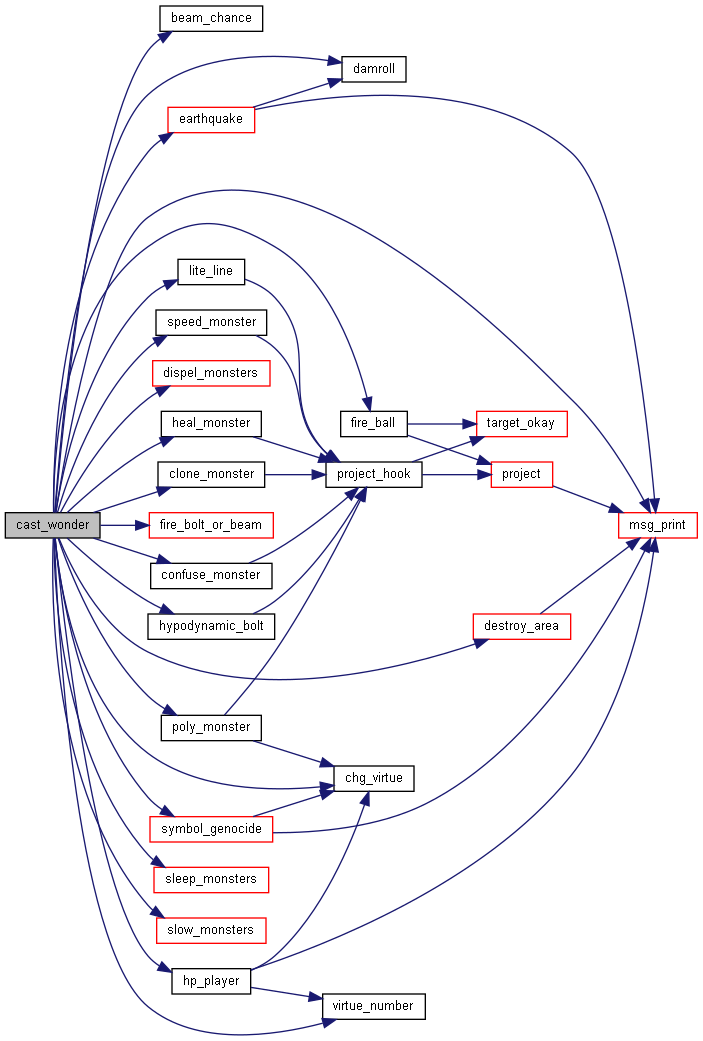 beam_chance
damroll
earthquake
lite_line
speed_monster
dispel_monsters
heal_monster
fire_ball
target_okay
clone_monster
project_hook
project
cast_wonder
fire_bolt_or_beam
msg_print
confuse_monster
hypodynamic_bolt
destroy_area
poly_monster
chg_virtue
symbol_genocide
sleep_monsters
slow_monsters
hp_player
virtue_number